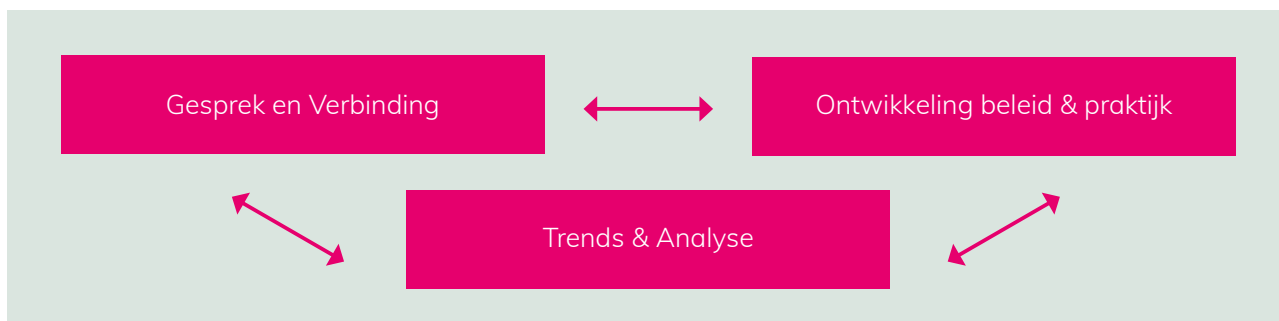 Gesprek en Verbinding
Ontwikkeling beleid & praktijk
Trends & Analyse